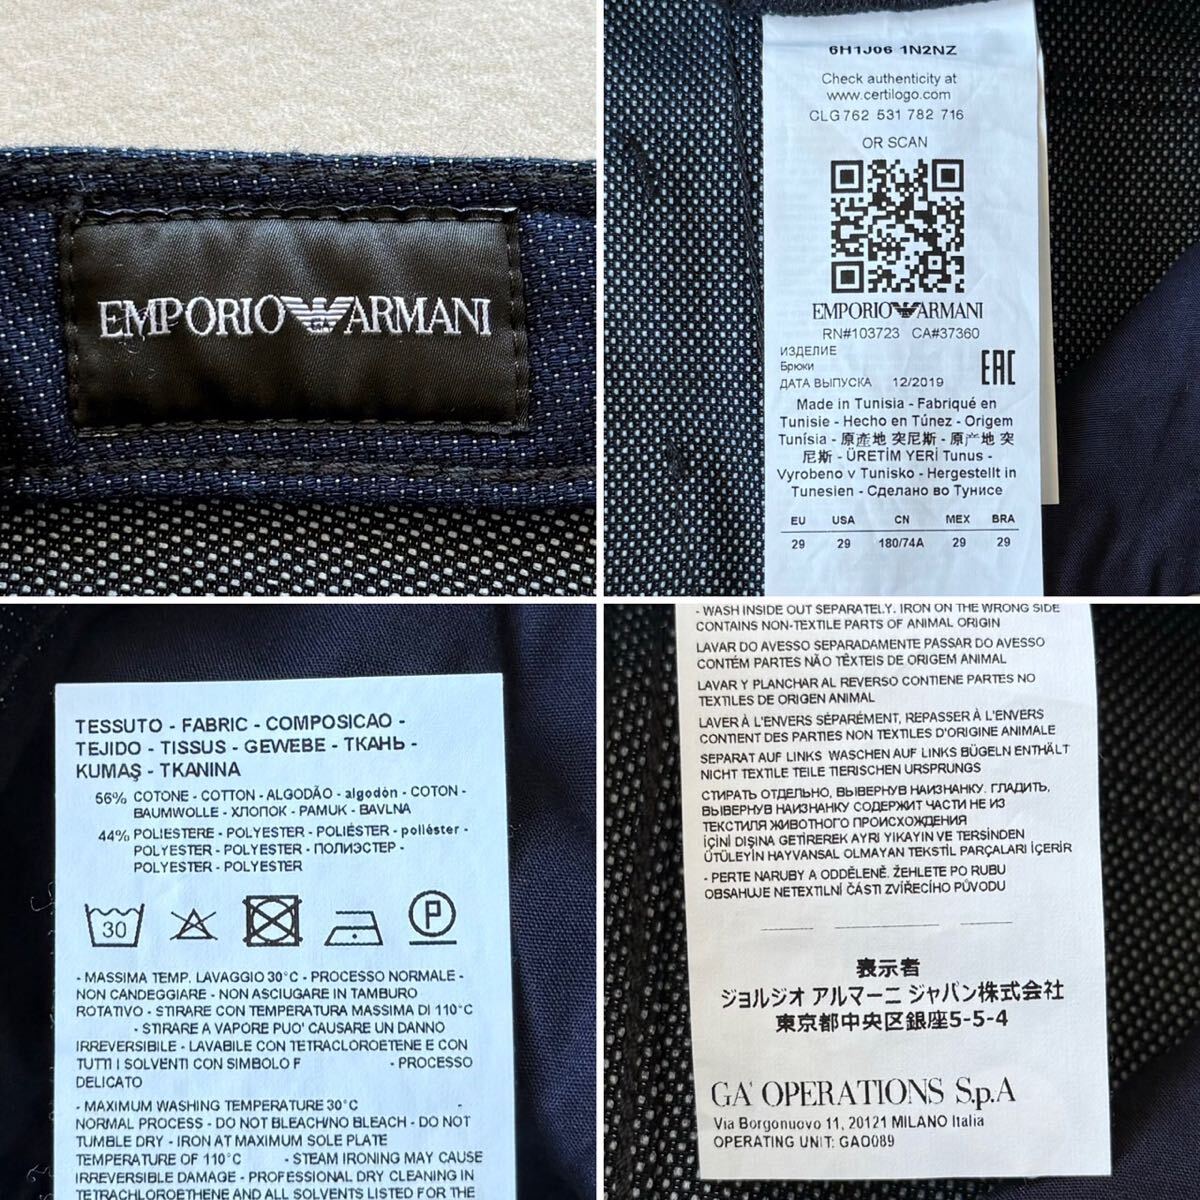 EMPORIO ARMANI
6H1J06 1N2NZ
Check authenticity at
www.certilogo.com
CLG 762 531 782 716
OR SCAN
EMPORIO ARMANI
RN#103723 CA#37360
ИЗДЕЛИЕ
Брюки
ДАТА ВЫПУСКА 12/2019
EAC
Made in Tunisia - Fabriqué en
Tunisie - Hecho en Túnez - Origem
Tunísia - 原產地 突尼斯 - 原产地 突
尼斯 - ÜRETİM YERİ Tunus -
Vyrobeno v Tunisko - Hergestellt in
Tunesien - Сделано во Тунисе
EU USA CN MEX BRA
29 29 180/74A 29 29
TESSUTO - FABRIC - COMPOSICAO -
TEJIDO - TISSUS - GEWEBE - ТКАНЬ -
KUMAŞ - TKANINA
56% COTONE - COTTON - ALGODÃO - algodón - COTON -
BAUMWOLLE - ХЛОПОК - PAMUK - BAVLNA
44% POLIESTERE - POLYESTER - POLIÉSTER - poliéster -
POLYESTER - POLYESTER - ПОЛИЭСТЕР -
POLYESTER - POLYESTER
30
P
- MASSIMA TEMP. LAVAGGIO 30°C - PROCESSO NORMALE -
NON CANDEGGIARE - NON ASCIUGARE IN TAMBURO
ROTATIVO - STIRARE CON TEMPERATURA MASSIMA DI 110°C
- STIRARE A VAPORE PUO' CAUSARE UN DANNO
IRREVERSIBILE - LAVABILE CON TETRACLOROETENE E CON
TUTTI I SOLVENTI CON SIMBOLO F - PROCESSO
DELICATO
- MAXIMUM WASHING TEMPERATURE 30°C -
NORMAL PROCESS - DO NOT BLEACH/NO BLEACH - DO NOT
TUMBLE DRY - IRON AT MAXIMUM SOLE PLATE
TEMPERATURE OF 110°C - STEAM IRONING MAY CAUSE
IRREVERSIBLE DAMAGE - PROFESSIONAL DRY CLEANING IN
TETRACHLOROETHENE AND ALL SOLVENTS LISTED FOR THE
- WASH INSIDE OUT SEPARATELY. IRON ON THE WRONG SIDE
CONTAINS NON-TEXTILE PARTS OF ANIMAL ORIGIN
LAVAR DO AVESSO SEPARADAMENTE PASSAR DO AVESSO
CONTÉM PARTES NÃO TÊXTEIS DE ORIGEM ANIMAL
LAVAR Y PLANCHAR AL REVERSO CONTIENE PARTES NO
TEXTILES DE ORIGEN ANIMAL
LAVER À L'ENVERS SÉPARÉMENT, REPASSER À L'ENVERS
CONTIENT DES PARTIES NON TEXTILES D'ORIGINE ANIMALE
SEPARAT AUF LINKS WASCHEN AUF LINKS BÜGELN ENTHÄLT
NICHT TEXTILE TEILE TIERISCHEN URSPRUNGS
СТИРАТЬ ОТДЕЛЬНО, ВЫВЕРНУВ НАИЗНАНКУ. ГЛАДИТЬ,
ВЫВЕРНУВ НАИЗНАНКУ СОДЕРЖИТ ЧАСТИ НЕ ИЗ
ТЕКСТИЛЯ ЖИВОТНОГО ПРОИСХОЖДЕНИЯ
İÇİNİ DIŞINA GETİREREK AYRI YIKAYIN VE TERSİNDEN
ÜTÜLEYİN HAYVANSAL OLMAYAN TEKSTİL PARÇALARI İÇERİR
- PERTE NARUBY A ODDĚLENĚ. ŽEHLETE PO RUBU
OBSAHUJE NETEXTILNÍ ČÁSTI ZVÍŘECÍHO PŮVODU
表示者
ジョルジオ アルマーニ ジャパン株式会社
東京都中央区銀座5-5-4
GA' OPERATIONS S.p.A
Via Borgonuovo 11, 20121 MILANO Italia
OPERATING UNIT: GAO089